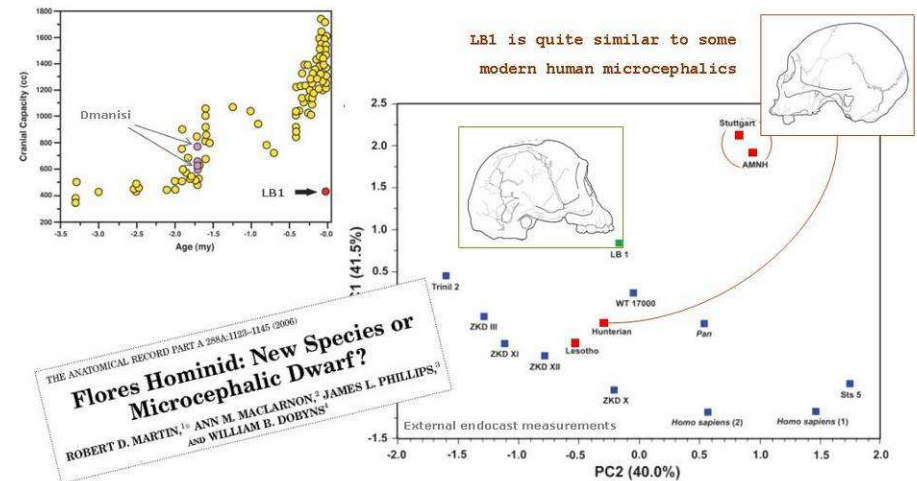 1800
1600
1400
1200
1000
800
600
400
200
Cranial Capacity (cc)
Dmanisi
LB1
-3.5 -3.0 -2.5 -2.0 -1.5 -1.0 -0.5 -0.0
Age (my)
LB1 is quite similar to some
modern human microcephalics
2.5
2.0
1.5
1.0
0.5
-1.5
(41.5%)
Stuttgart
AMNH
LB 1
Trinil 2
WT 17000
ZKD III
Hunterian
Pan
ZKD XI
Lesotho
ZKD XII
ZKD X
Sts 5
Homo sapiens (2)
Homo sapiens (1)
External endocast measurements
-2.0 -1.5 -1.0 -0.5 0.0 0.5 1.0 1.5 2.0
PC2 (40.0%)
THE ANATOMICAL RECORD PART A 288A:1123–1145 (2006)
Flores Hominid: New Species or
Microcephalic Dwarf?
ROBERT D. MARTIN,1* ANN M. MACLARNON,2 JAMES L. PHILLIPS,3
AND WILLIAM B. DOBYNS4